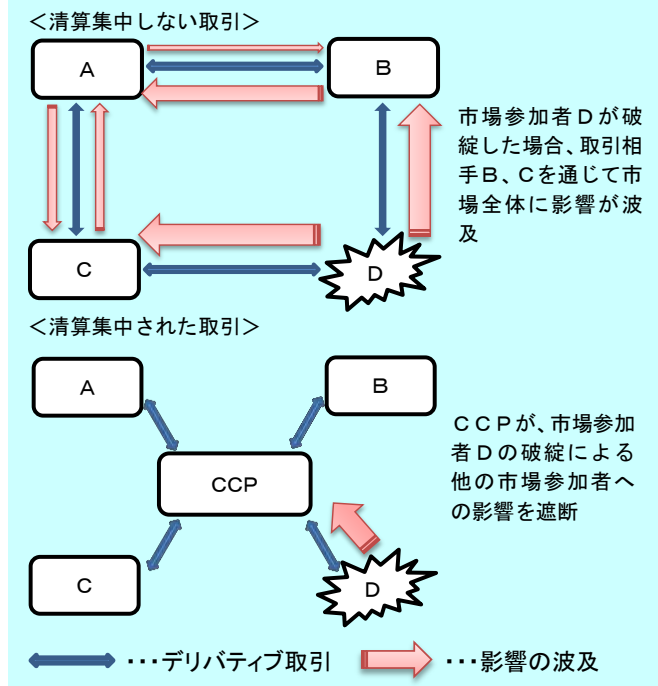 ＜清算集中しない取引＞
A
B
市場参加者Dが破
綻した場合、取引相
手B、Cを通じて市
場全体に影響が波
及
C
D
＜清算集中された取引＞
A
B
CCP
CCPが、市場参加
者Dの破綻による
他の市場参加者へ
の影響を遮断
C
D
・・・デリバティブ取引
・・・影響の波及